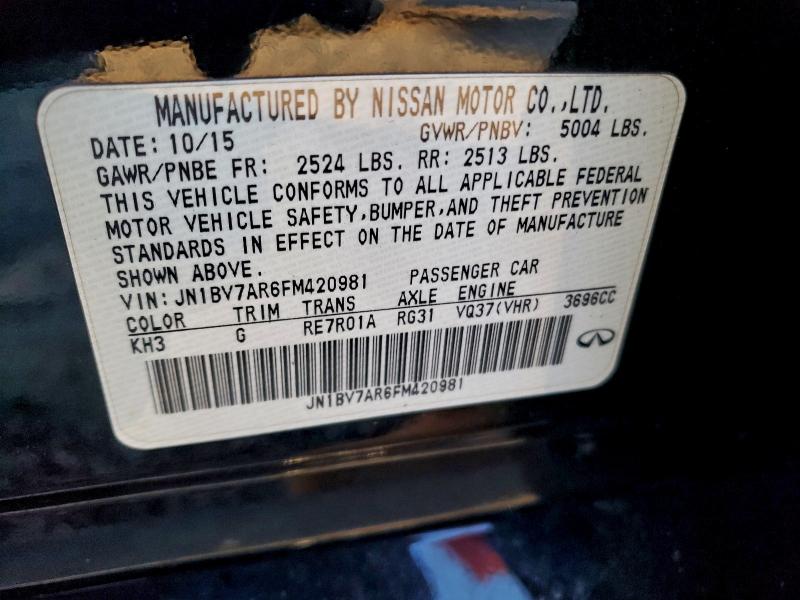 MANUFACTURED BY NISSAN MOTOR CO.,LTD.
DATE: 10/15 GVWR/PNBV: 5004 LBS.
GAWR/PNBE FR: 2524 LBS. RR: 2513 LBS.
THIS VEHICLE CONFORMS TO ALL APPLICABLE FEDERAL
MOTOR VEHICLE SAFETY,BUMPER,AND THEFT PREVENTION
STANDARDS IN EFFECT ON THE DATE OF MANUFACTURE
SHOWN ABOVE.
VIN: JN1BV7AR6FM420981 PASSENGER CAR
COLOR TRIM TRANS AXLE ENGINE
KH3 G RE7R01A RG31 VQ37(VHR) 3696CC
JN1BV7AR6FM420981